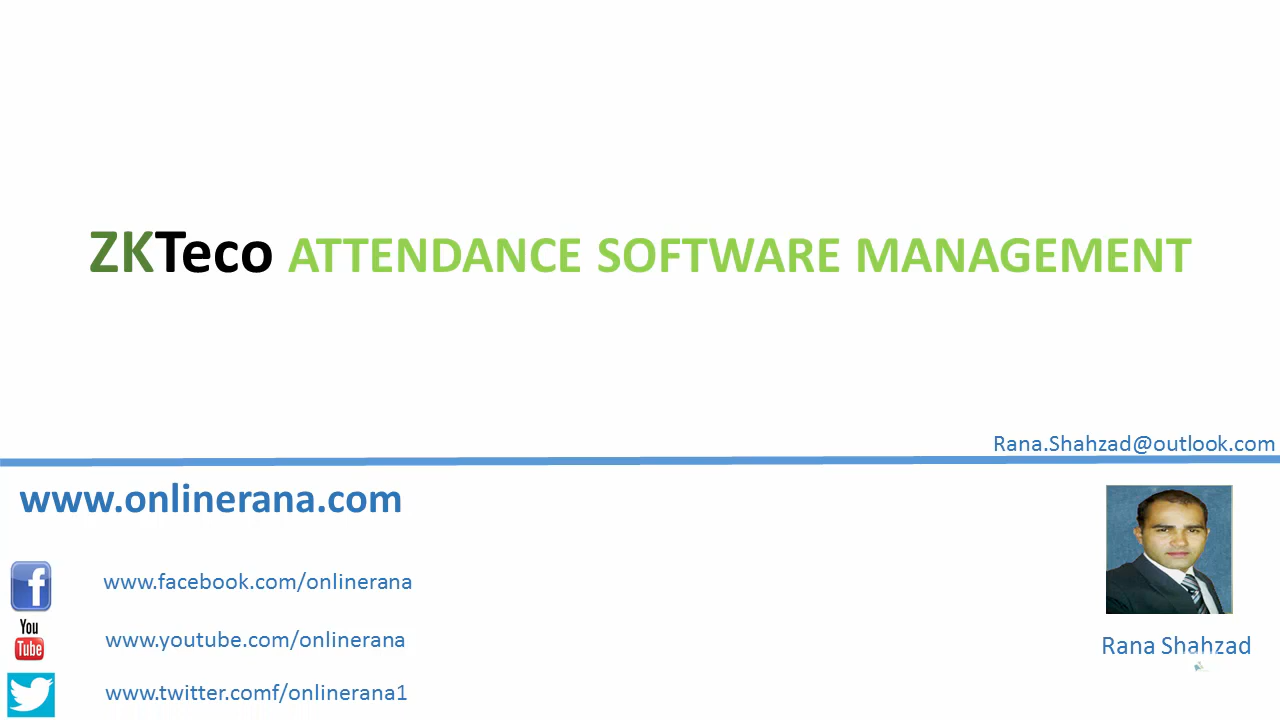 ZKTeco ATTENDANCE SOFTWARE MANAGEMENT
Rana.Shahzad@outlook.com
www.onlinerana.com
www.facebook.com/onlinerana
You
Tube
www.youtube.com/onlinerana
www.twitter.comf/onlinerana1
Rana Shahzad